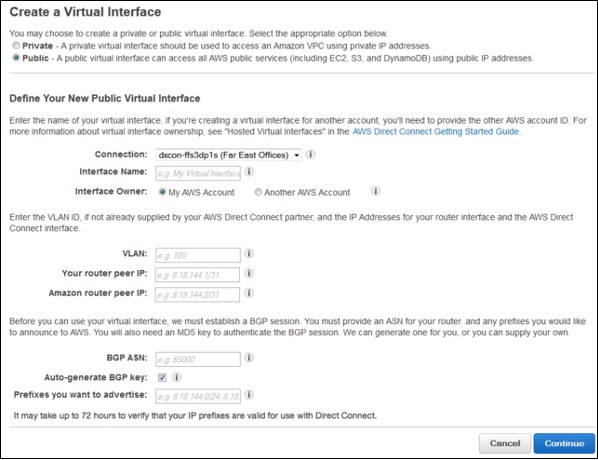 Create a Virtual Interface
You may choose to create a private or public virtual interface. Select the appropriate option below.
Private - A private virtual interface should be used to access an Amazon VPC using private IP addresses.
Public - A public virtual interface can access all AWS public services (including EC2, S3, and DynamoDB) using public IP addresses.
Define Your New Public Virtual Interface
Enter the name of your virtual interface. If you're creating a virtual interface for another account, you'll need to provide the other AWS account ID. For
more information about virtual interface ownership, see "Hosted Virtual Interfaces" in the AWS Direct Connect Getting Started Guide.
Connection: dxcon-ffs3dp1s (Far East Offices)
Interface Name: e.g. My Virtual Interface
Interface Owner: My AWS Account Another AWS Account
Enter the VLAN ID, if not already supplied by your AWS Direct Connect partner, and the IP Addresses for your router interface and the AWS Direct
Connect interface.
VLAN: e.g. 100
Your router peer IP: e.g. 8.18.144.1/31
Amazon router peer IP: e.g. 8.18.144.2/31
Before you can use your virtual interface, we must establish a BGP session. You must provide an ASN for your router. and any prefixes you would like
to announce to AWS. You will also need an MD5 key to authenticate the BGP session. We can generate one for you, or you can supply your own.
BGP ASN: e.g. 65000
Auto-generate BGP key:
Prefixes you want to advertise: e.g. 8.18.144.0/24, 8.18
It may take up to 72 hours to verify that your IP prefixes are valid for use with Direct Connect.
Cancel Continue